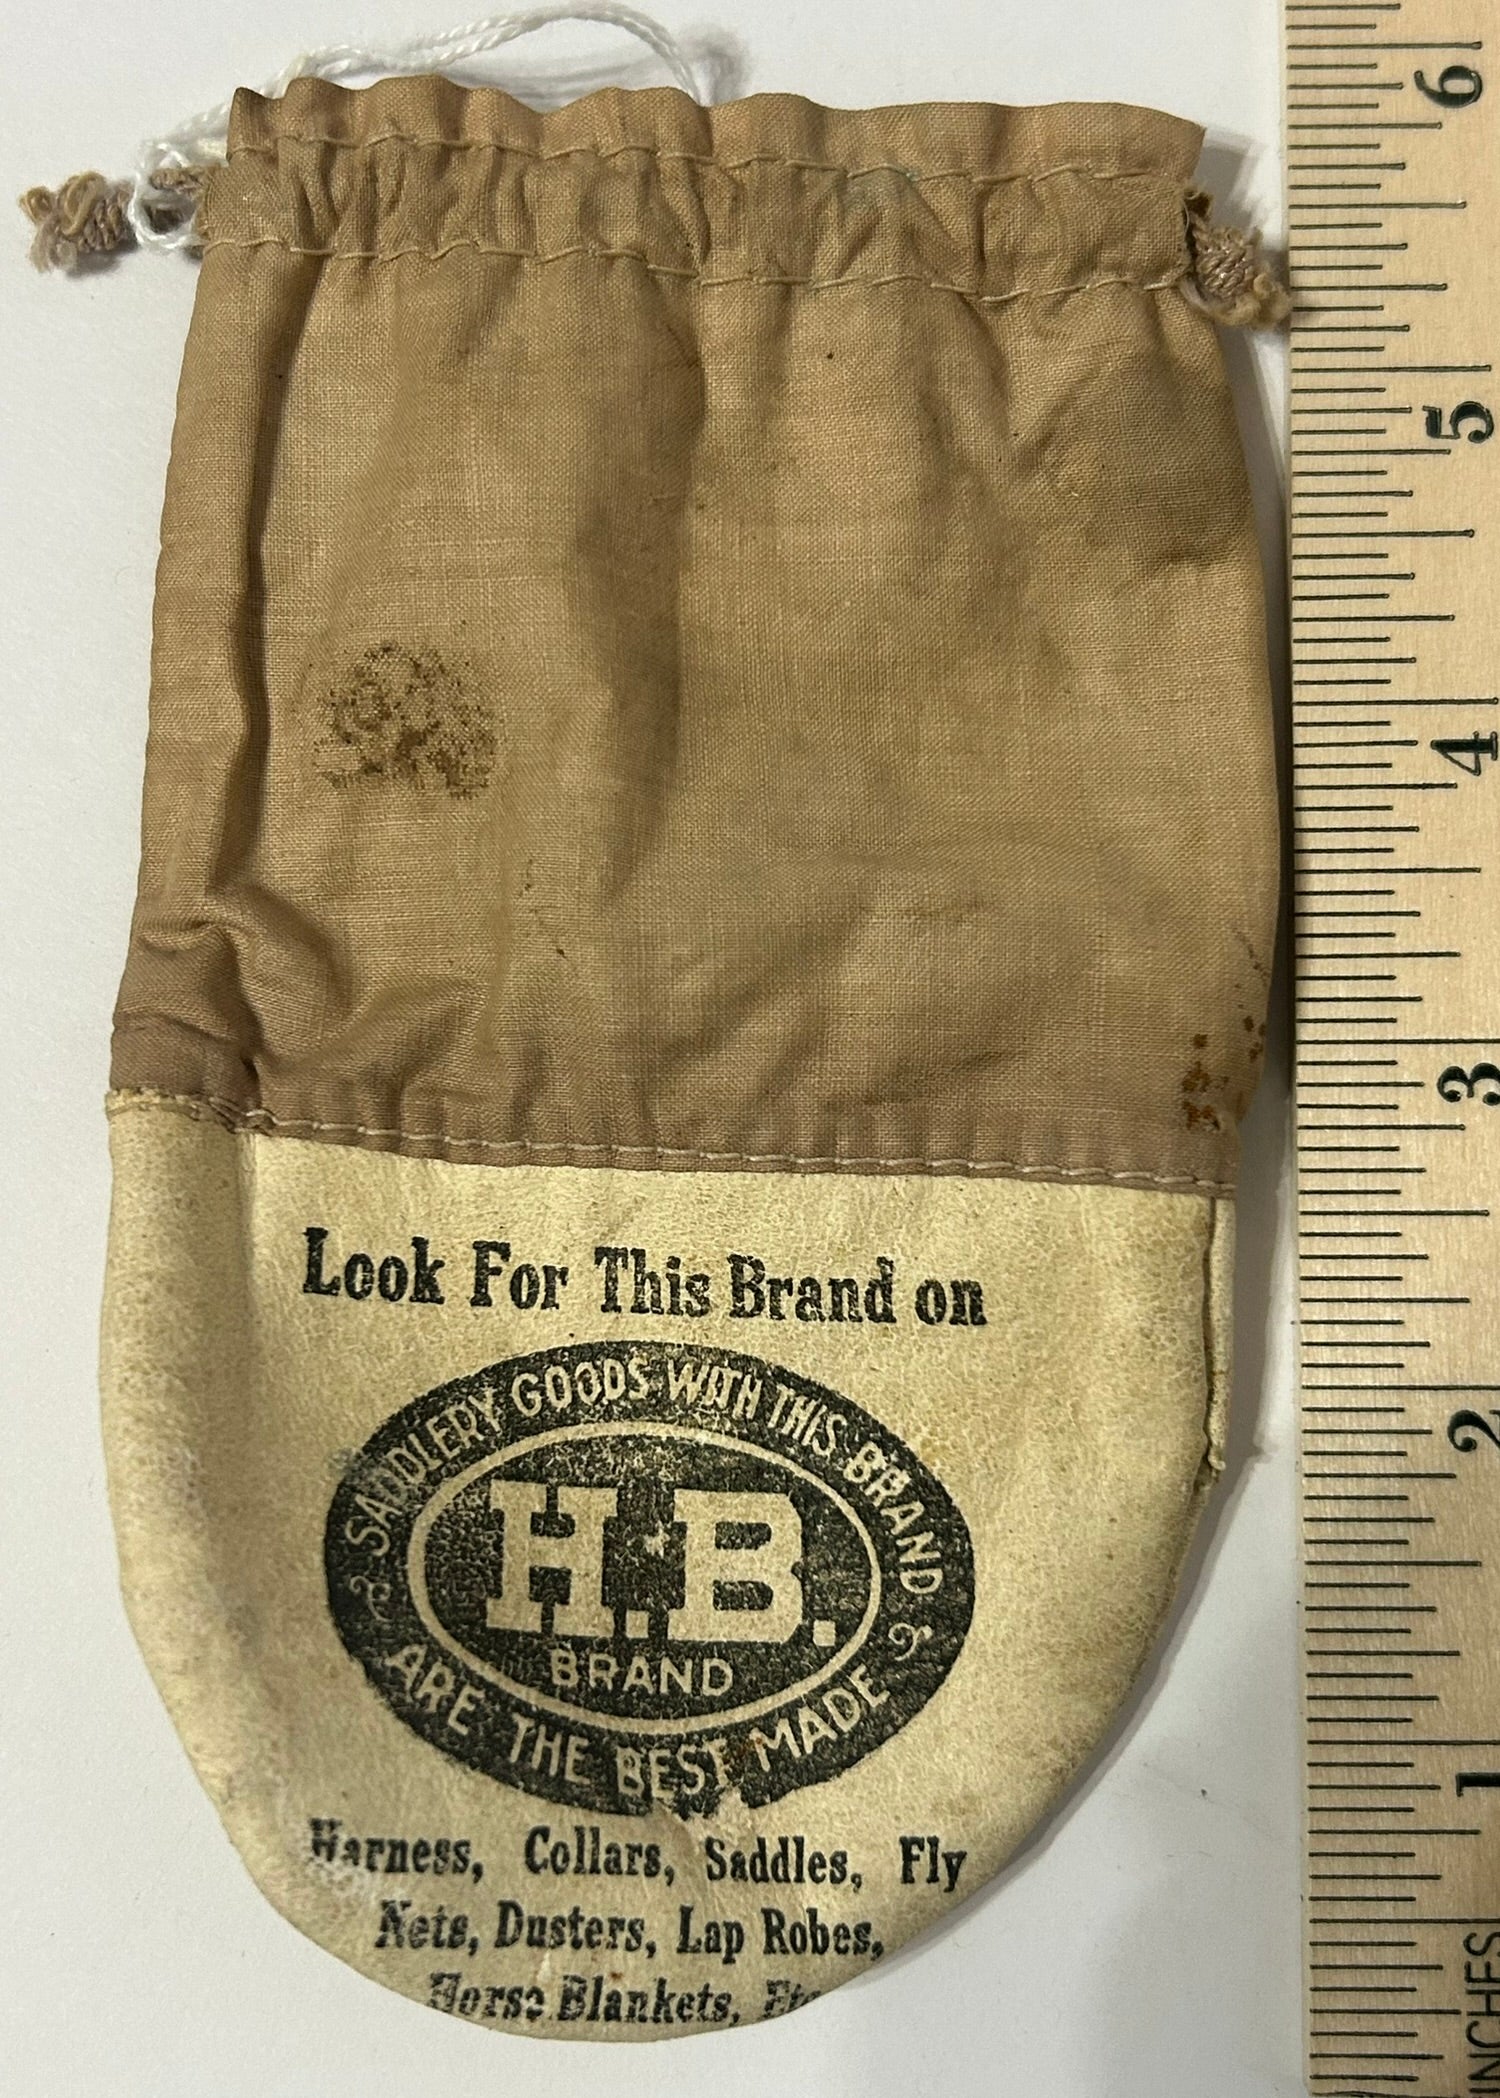 Look For This Brand on
SADDLERY GOODS WITH THIS BRAND
H.B.
BRAND
ARE THE BEST MADE
Harness, Collars, Saddles, Fly
Nets, Dusters, Lap Robes,
Horse Blankets, Etc
6
5
4
3
2
1
INCHES